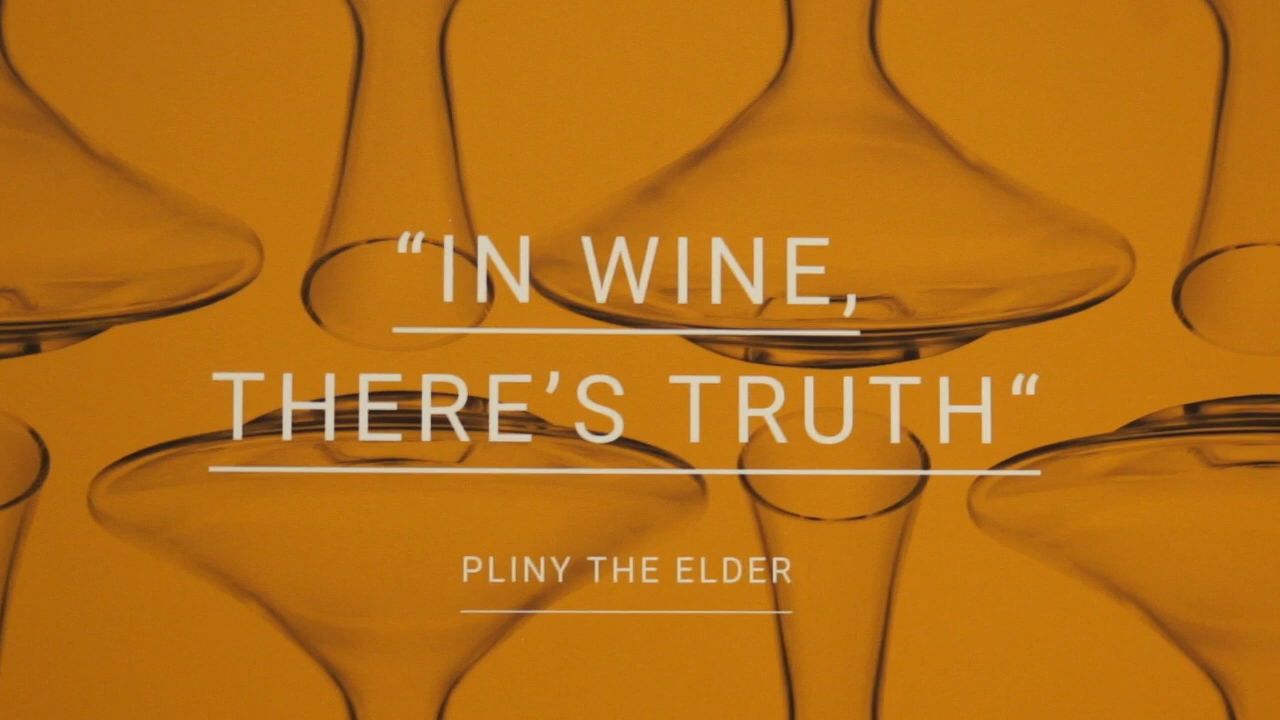 “IN WINE,
THERE’S TRUTH“
PLINY THE ELDER